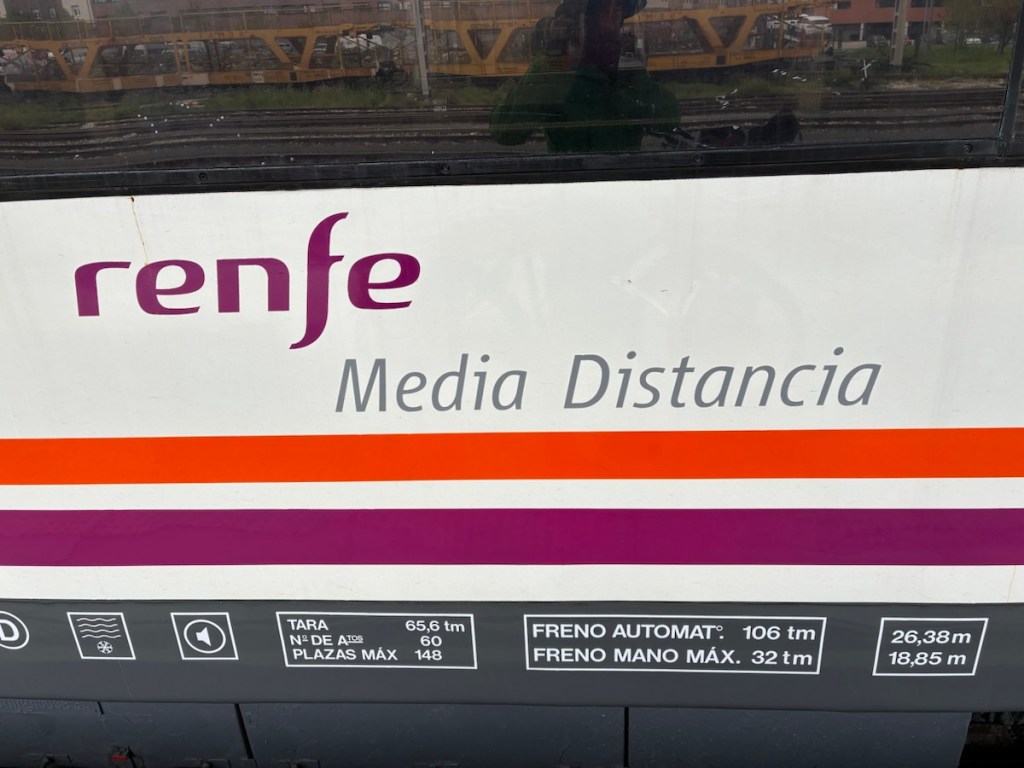 renfe
Media Distancia
D
TARA 65,6 tm
Nº DE ATOS 60
PLAZAS MÁX 148
FRENO AUTOMATº. 106 tm
FRENO MANO MÁX. 32 tm
26,38 m
18,85 m